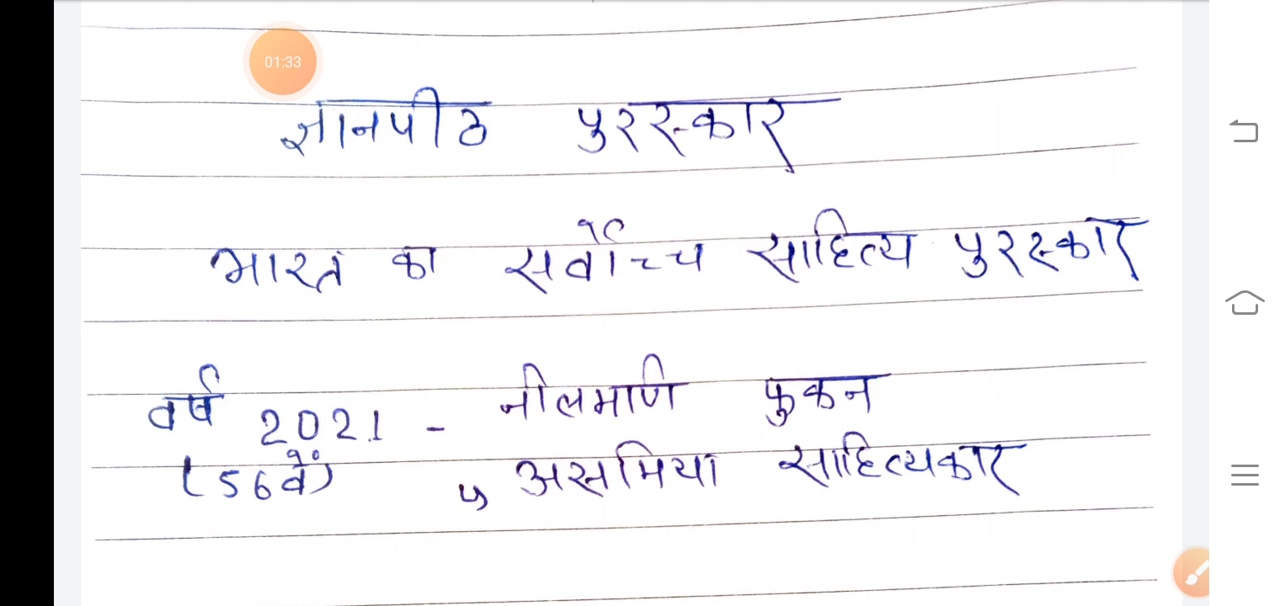 01:33
ज्ञानपीठ पुरस्कार
भारत का सर्वोच्च साहित्य पुरस्कार
वर्ष 2021 - नीलमणि फुकन
(56वें) ↳ असमिया साहित्यकार